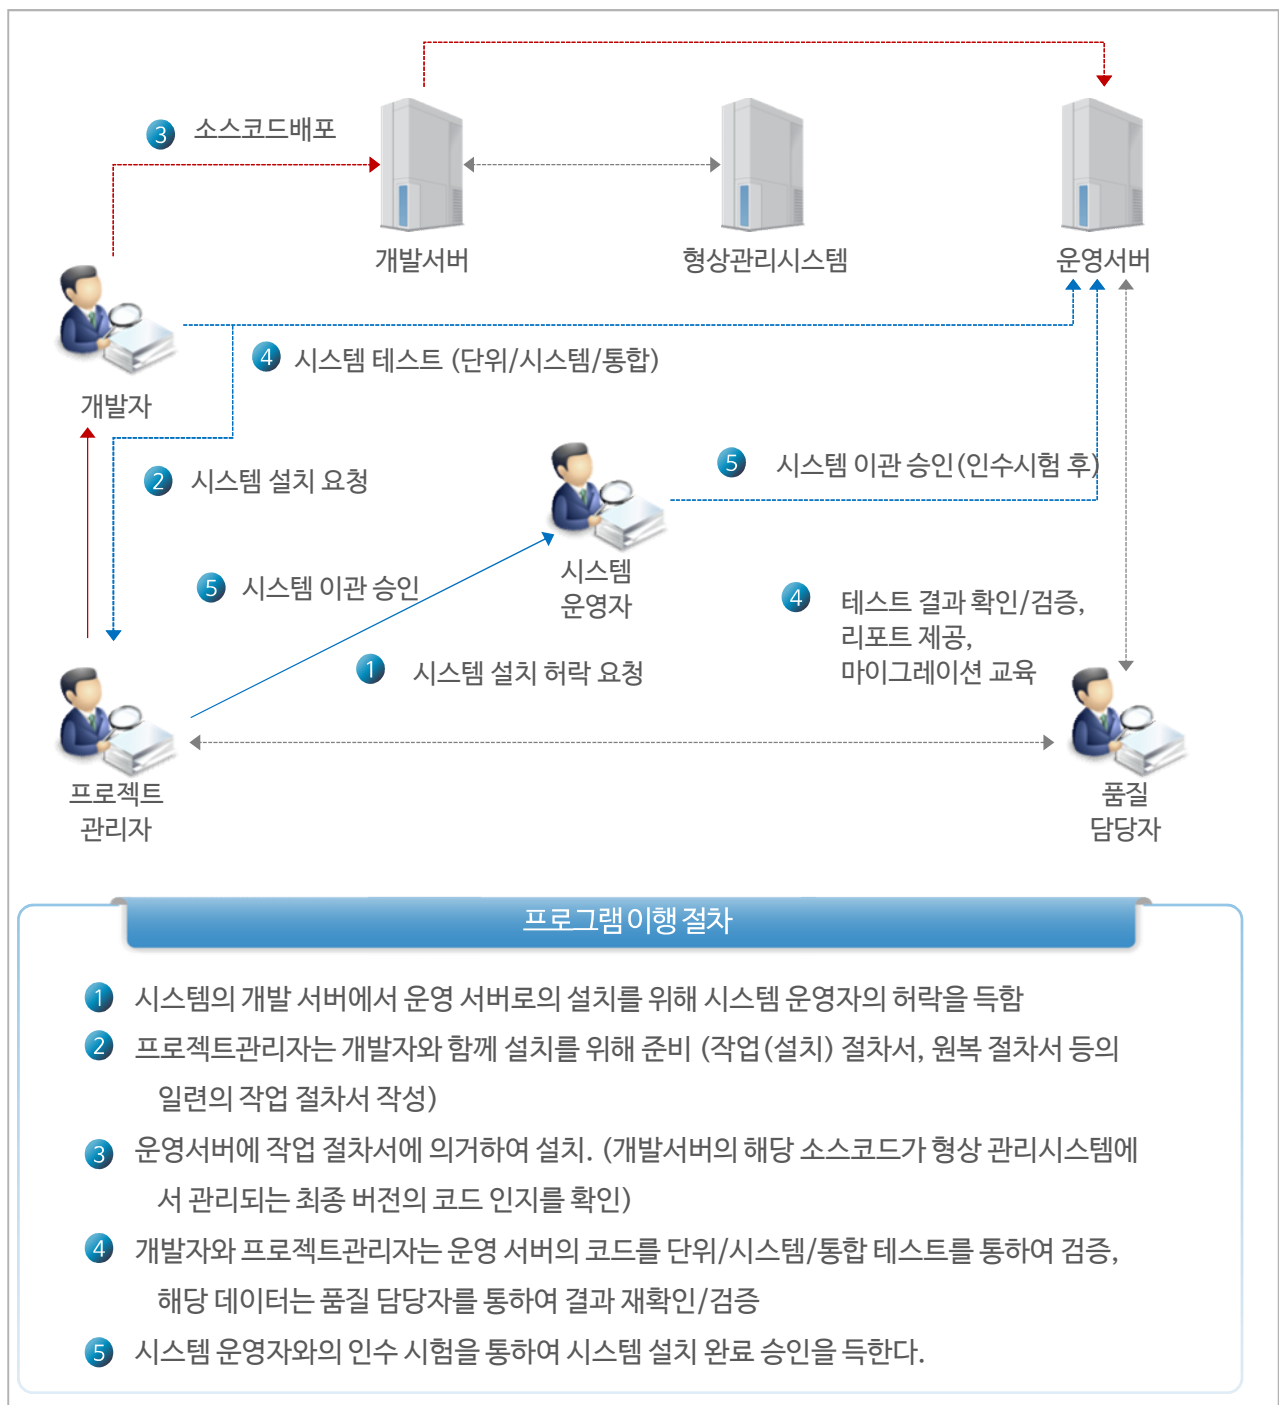 3 소스코드배포
개발서버
형상관리시스템
운영서버
4 시스템 테스트 (단위/시스템/통합)
개발자
2 시스템 설치 요청
5 시스템 이관 승인(인수시험 후)
5 시스템 이관 승인
시스템
운영자
4 테스트 결과 확인/검증,
리포트 제공,
마이그레이션 교육
1 시스템 설치 허락 요청
프로젝트
관리자
품질
담당자
프로그램 이행 절차
1 시스템의 개발 서버에서 운영 서버로의 설치를 위해 시스템 운영자의 허락을 득함
2 프로젝트관리자는 개발자와 함께 설치를 위해 준비 (작업(설치) 절차서, 원복 절차서 등의
일련의 작업 절차서 작성)
3 운영서버에 작업 절차서에 의거하여 설치. (개발서버의 해당 소스코드가 형상 관리시스템에
서 관리되는 최종 버전의 코드 인지를 확인)
4 개발자와 프로젝트관리자는 운영 서버의 코드를 단위/시스템/통합 테스트를 통하여 검증,
해당 데이터는 품질 담당자를 통하여 결과 재확인/검증
5 시스템 운영자와의 인수 시험을 통하여 시스템 설치 완료 승인을 득한다.